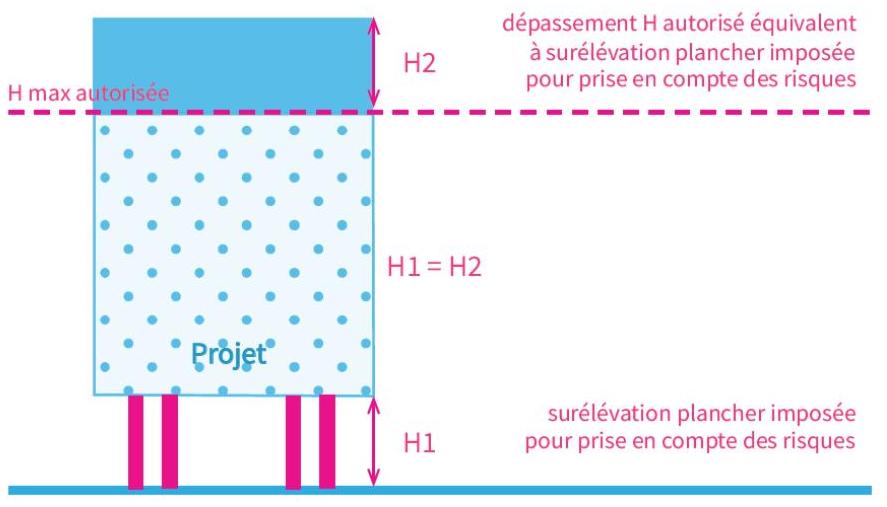 dépassement H autorisé équivalent
à surélévation plancher imposée
pour prise en compte des risques
H2
H max autorisée
H1 = H2
Projet
surélévation plancher imposée
pour prise en compte des risques
H1